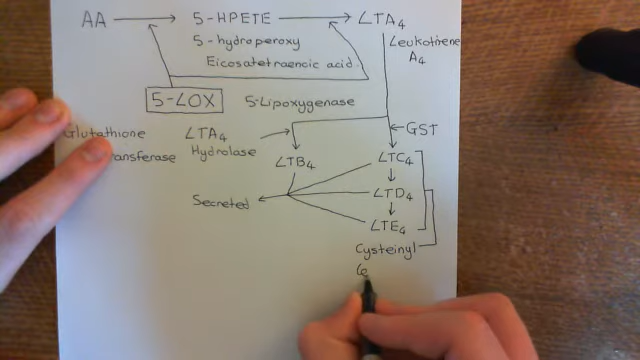 AA 5-HPETE LTA4
5-hydroperoxy
Eicosatetraenoic acid
Leukotriene
A4
5-LOX 5-Lipoxygenase
Glutathione
ansferase
LTA4
Hydrolase
GST
LTB4
LTC4
LTD4
LTE4
Secreted
Cysteinyl